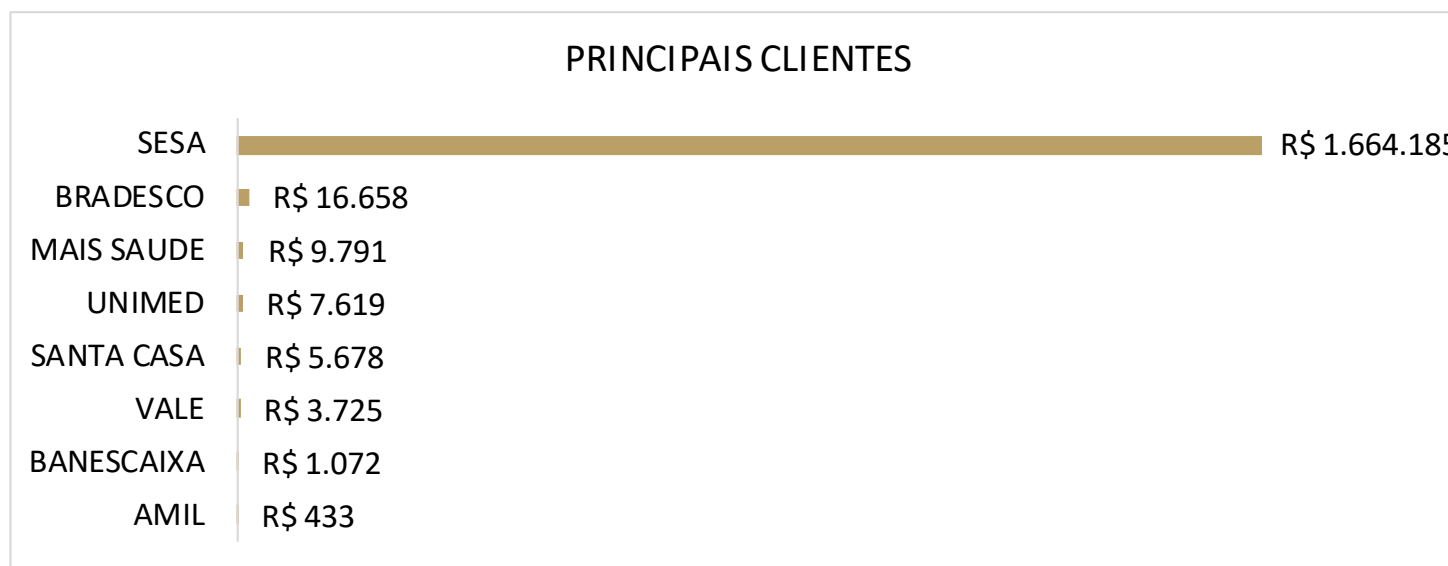 PRINCIPAIS CLIENTES
SESA R$ 1.664.185
BRADESCO R$ 16.658
MAIS SAUDE R$ 9.791
UNIMED R$ 7.619
SANTA CASA R$ 5.678
VALE R$ 3.725
BANESCAIXA R$ 1.072
AMIL R$ 433